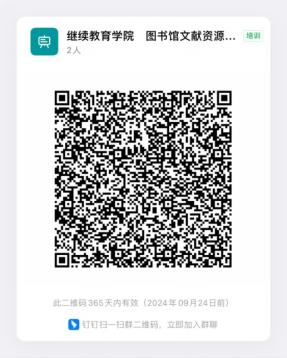 继续教育学院 图书馆文献资源... 培训
2人
此二维码365天内有效（2024年09月24日前）
钉钉扫一扫群二维码，立即加入群聊